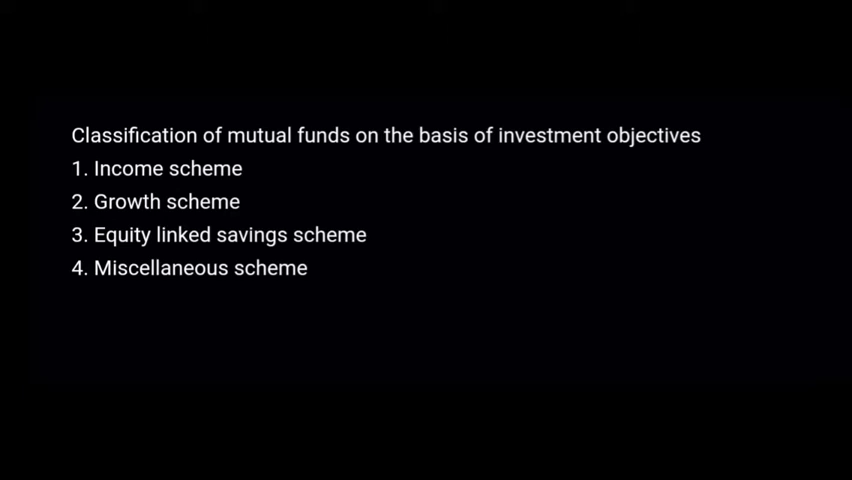 Classification of mutual funds on the basis of investment objectives
1. Income scheme
2. Growth scheme
3. Equity linked savings scheme
4. Miscellaneous scheme